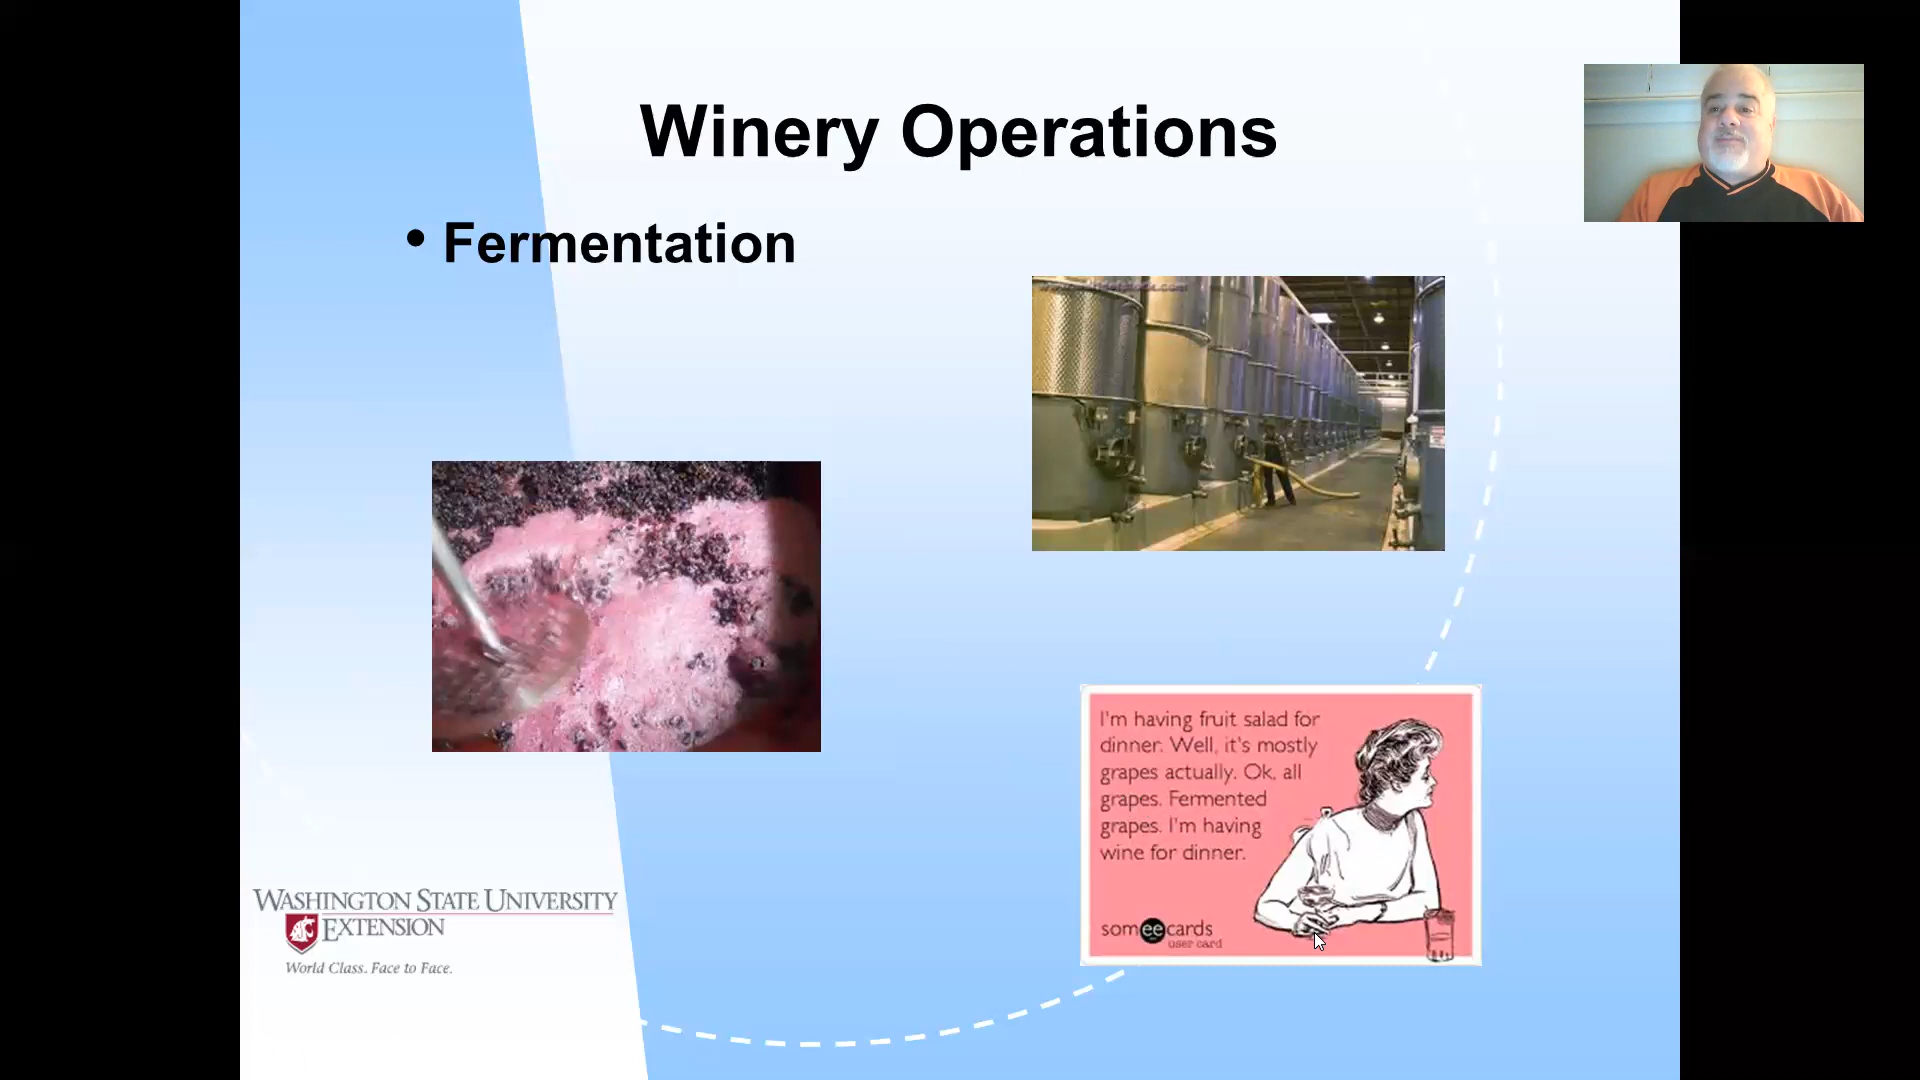 Winery Operations
• Fermentation
I'm having fruit salad for
dinner. Well, it's mostly
grapes actually. Ok, all
grapes. Fermented
grapes. I'm having
wine for dinner.
someecards
user card
WASHINGTON STATE UNIVERSITY
EXTENSION
World Class. Face to Face.